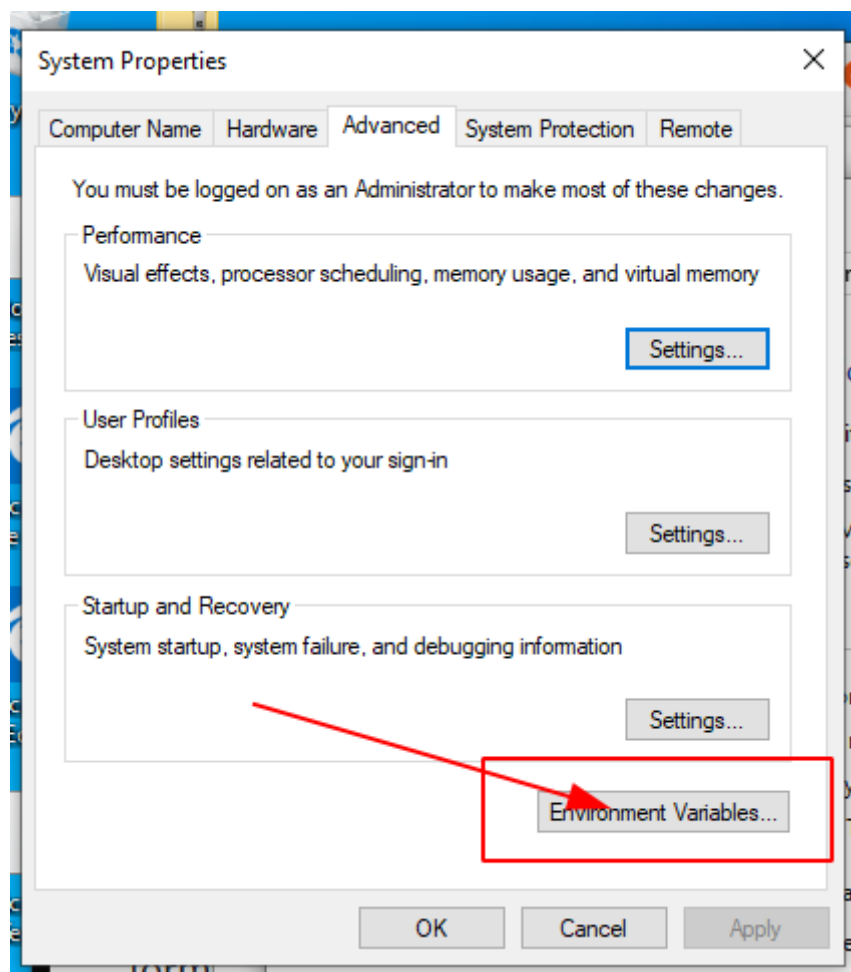 System Properties
Computer Name Hardware Advanced System Protection Remote
You must be logged on as an Administrator to make most of these changes.
Performance
Visual effects, processor scheduling, memory usage, and virtual memory
Settings...
User Profiles
Desktop settings related to your sign-in
Settings...
Startup and Recovery
System startup, system failure, and debugging information
Settings...
Environment Variables...
OK Cancel Apply